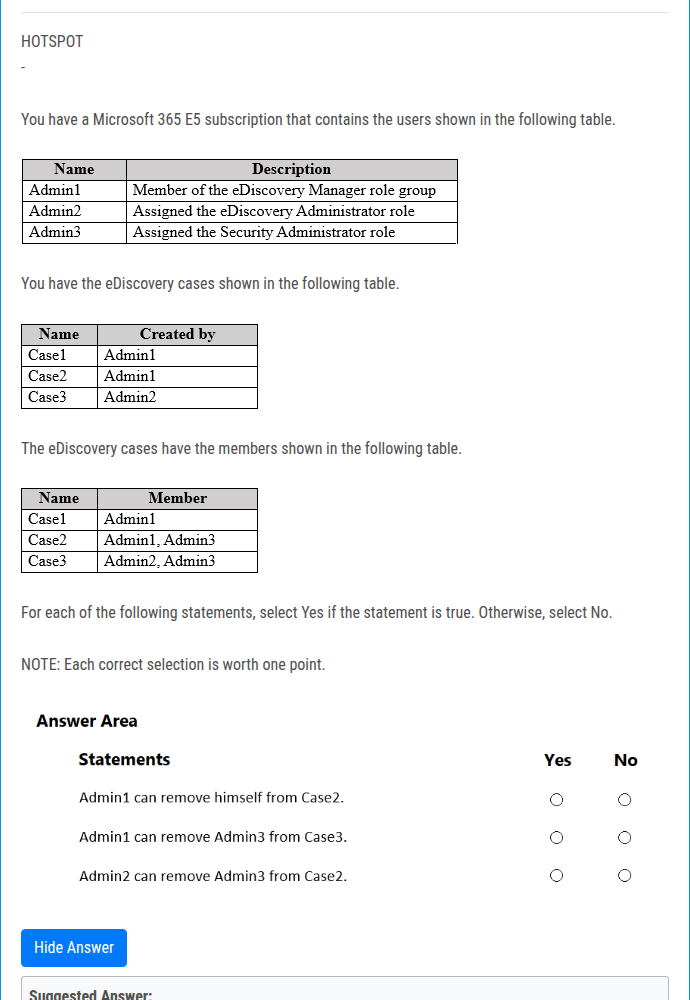 HOTSPOT
-
You have a Microsoft 365 E5 subscription that contains the users shown in the following table.
Name Description
Admin1 Member of the eDiscovery Manager role group
Admin2 Assigned the eDiscovery Administrator role
Admin3 Assigned the Security Administrator role
You have the eDiscovery cases shown in the following table.
Name Created by
Case1 Admin1
Case2 Admin1
Case3 Admin2
The eDiscovery cases have the members shown in the following table.
Name Member
Case1 Admin1
Case2 Admin1, Admin3
Case3 Admin2, Admin3
For each of the following statements, select Yes if the statement is true. Otherwise, select No.
NOTE: Each correct selection is worth one point.
Answer Area
Statements Yes No
Admin1 can remove himself from Case2.
Admin1 can remove Admin3 from Case3.
Admin2 can remove Admin3 from Case2.
Hide Answer
Suggested Answer: